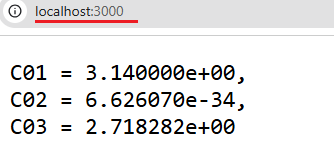 localhost:3000
C01 = 3.140000e+00,
C02 = 6.626070e-34,
C03 = 2.718282e+00